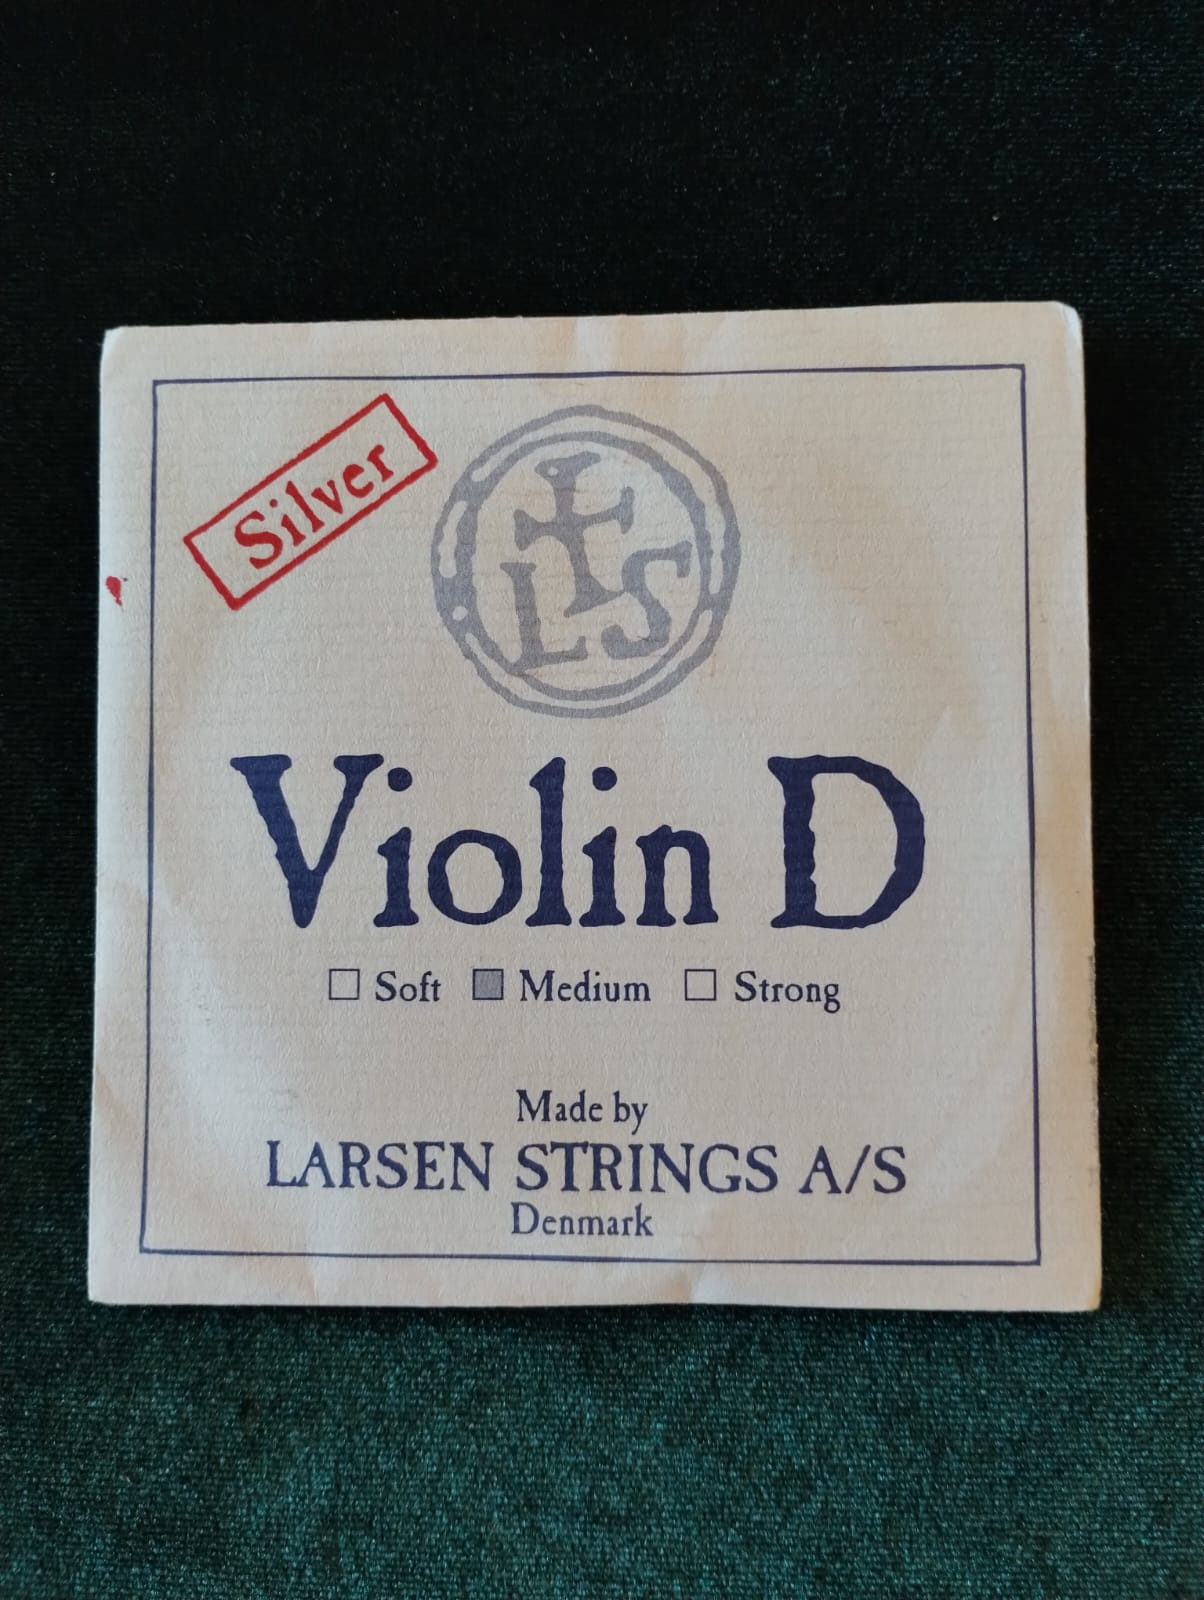 Silver
LS
Violin D
Soft Medium Strong
Made by
LARSEN STRINGS A/S
Denmark